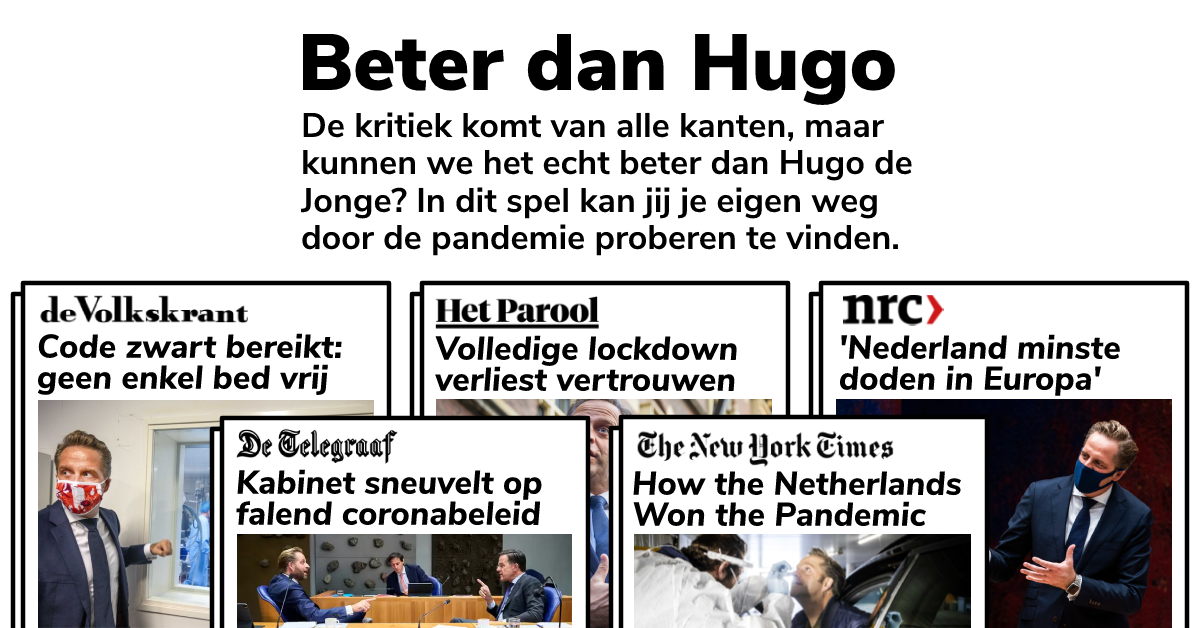 Beter dan Hugo
De kritiek komt van alle kanten, maar
kunnen we het echt beter dan Hugo de
Jonge? In dit spel kan jij je eigen weg
door de pandemie proberen te vinden.
de Volkskrant
Code zwart bereikt:
geen enkel bed vrij
Het Parool
Volledige lockdown
verliest vertrouwen
nrc
'Nederland minste
doden in Europa'
De Telegraaf
Kabinet sneuvelt op
falend coronabeleid
The New York Times
How the Netherlands
Won the Pandemic